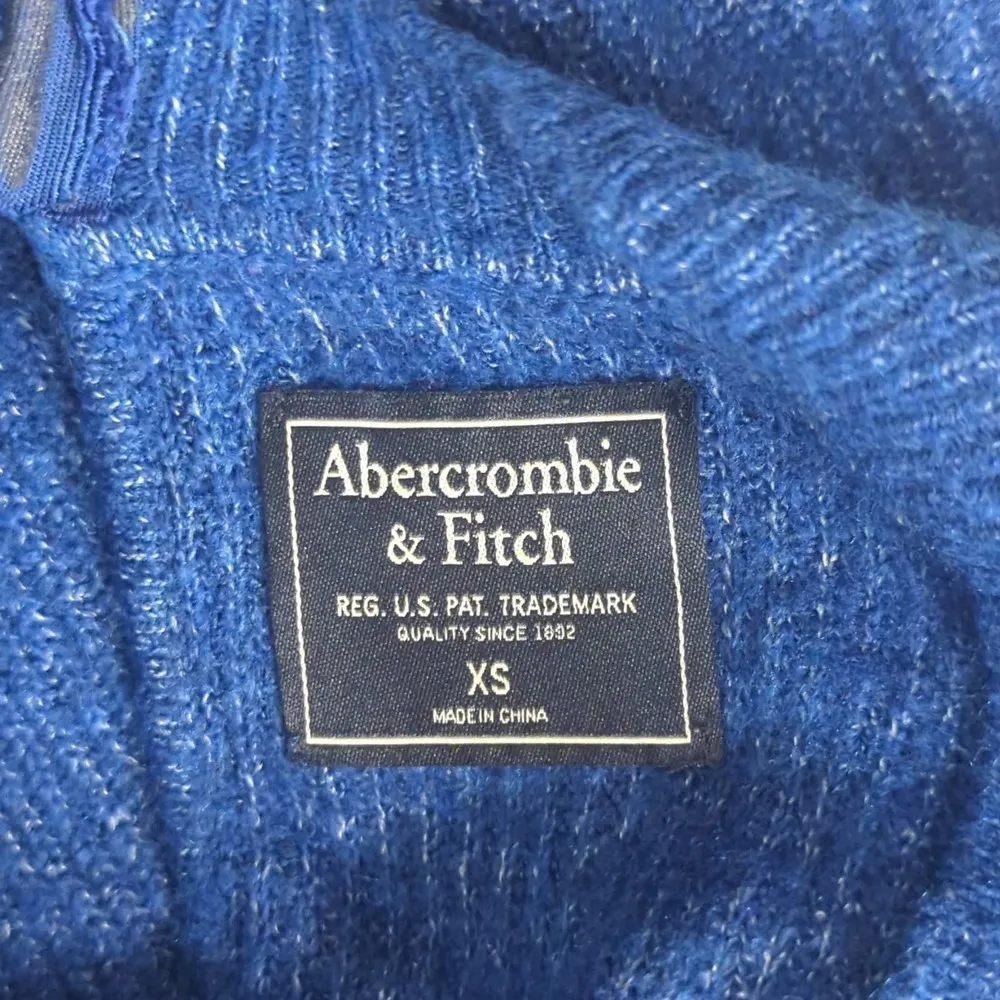 Abercrombie
& Fitch
REG. U.S. PAT. TRADEMARK
QUALITY SINCE 1892
XS
MADE IN CHINA